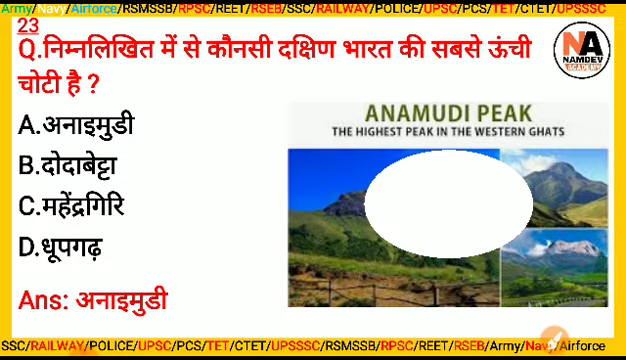 Army/Navy/Airforce/RSMSSB/RPSC/REET/RSEB/SSC/RAILWAY/POLICE/UPSC/PCS/TET/CTET/UPSSSC
23
Q.निम्नलिखित में से कौनसी दक्षिण भारत की सबसे ऊंची
चोटी है ?
NA
NAMDEV
ACADEMY
A.अनाइमुडी
B.दोदाबेट्टा
C.महेंद्रगिरि
D.धूपगढ़
Ans: अनाइमुडी
ANAMUDI PEAK
THE HIGHEST PEAK IN THE WESTERN GHATS
SSC/RAILWAY/POLICE/UPSC/PCS/TET/CTET/UPSSSC/RSMSSB/RPSC/REET/RSEB/Army/Navy/Airforce